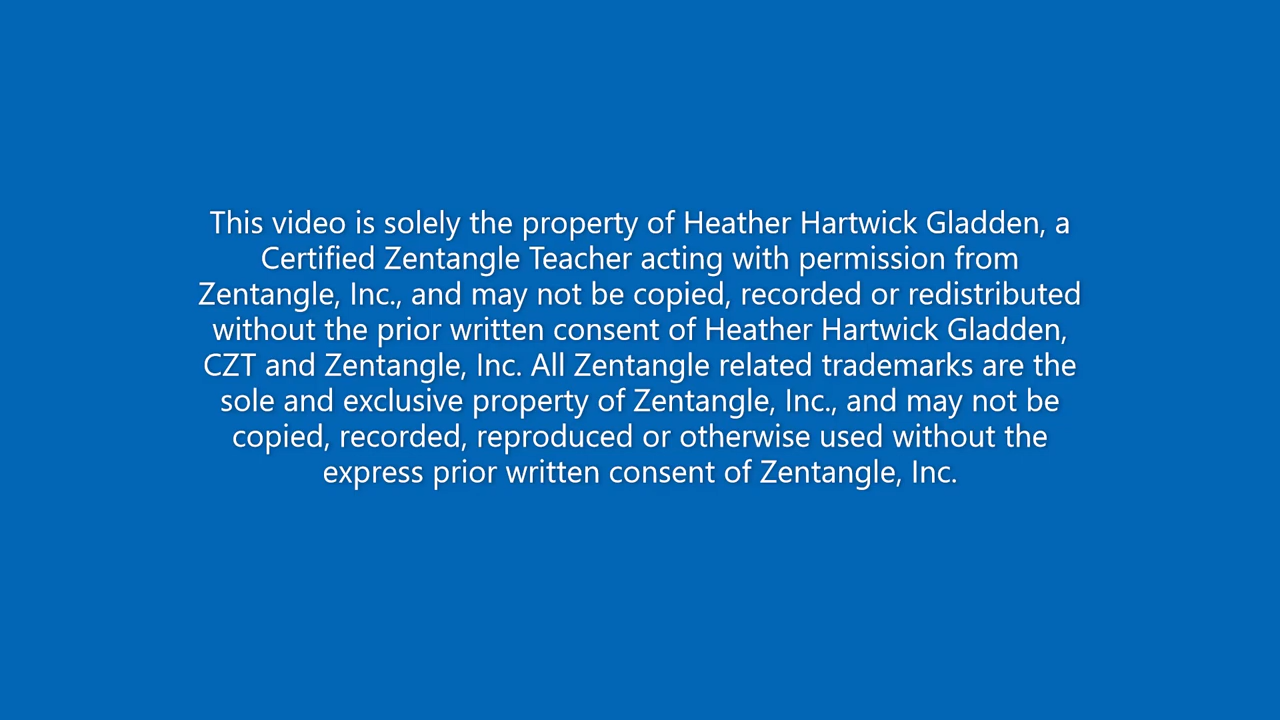 This video is solely the property of Heather Hartwick Gladden, a
Certified Zentangle Teacher acting with permission from
Zentangle, Inc., and may not be copied, recorded or redistributed
without the prior written consent of Heather Hartwick Gladden,
CZT and Zentangle, Inc. All Zentangle related trademarks are the
sole and exclusive property of Zentangle, Inc., and may not be
copied, recorded, reproduced or otherwise used without the
express prior written consent of Zentangle, Inc.